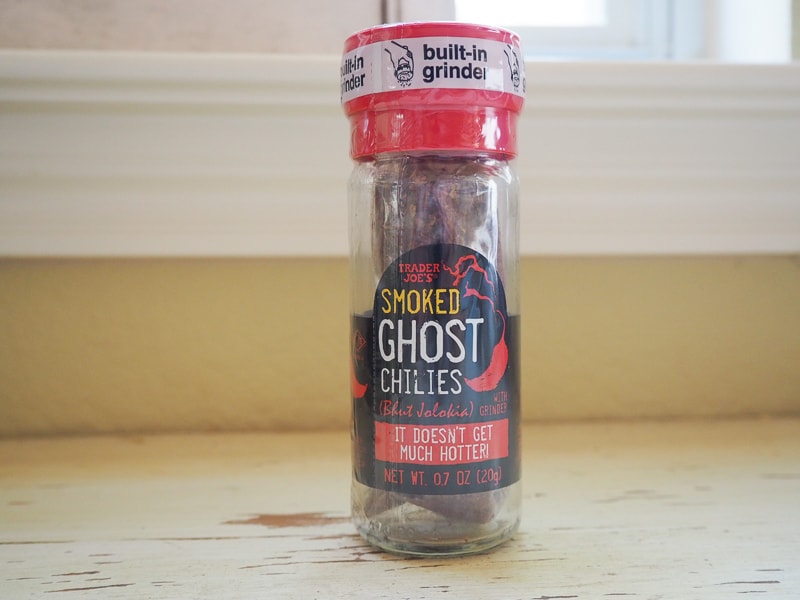 built-in
grinder
TRADER
JOE'S
SMOKED
GHOST
CHILIES
(Bhut Jolokia)
WITH
GRINDER
IT DOESN'T GET
MUCH HOTTER!
NET WT. 0.7 OZ (20g)